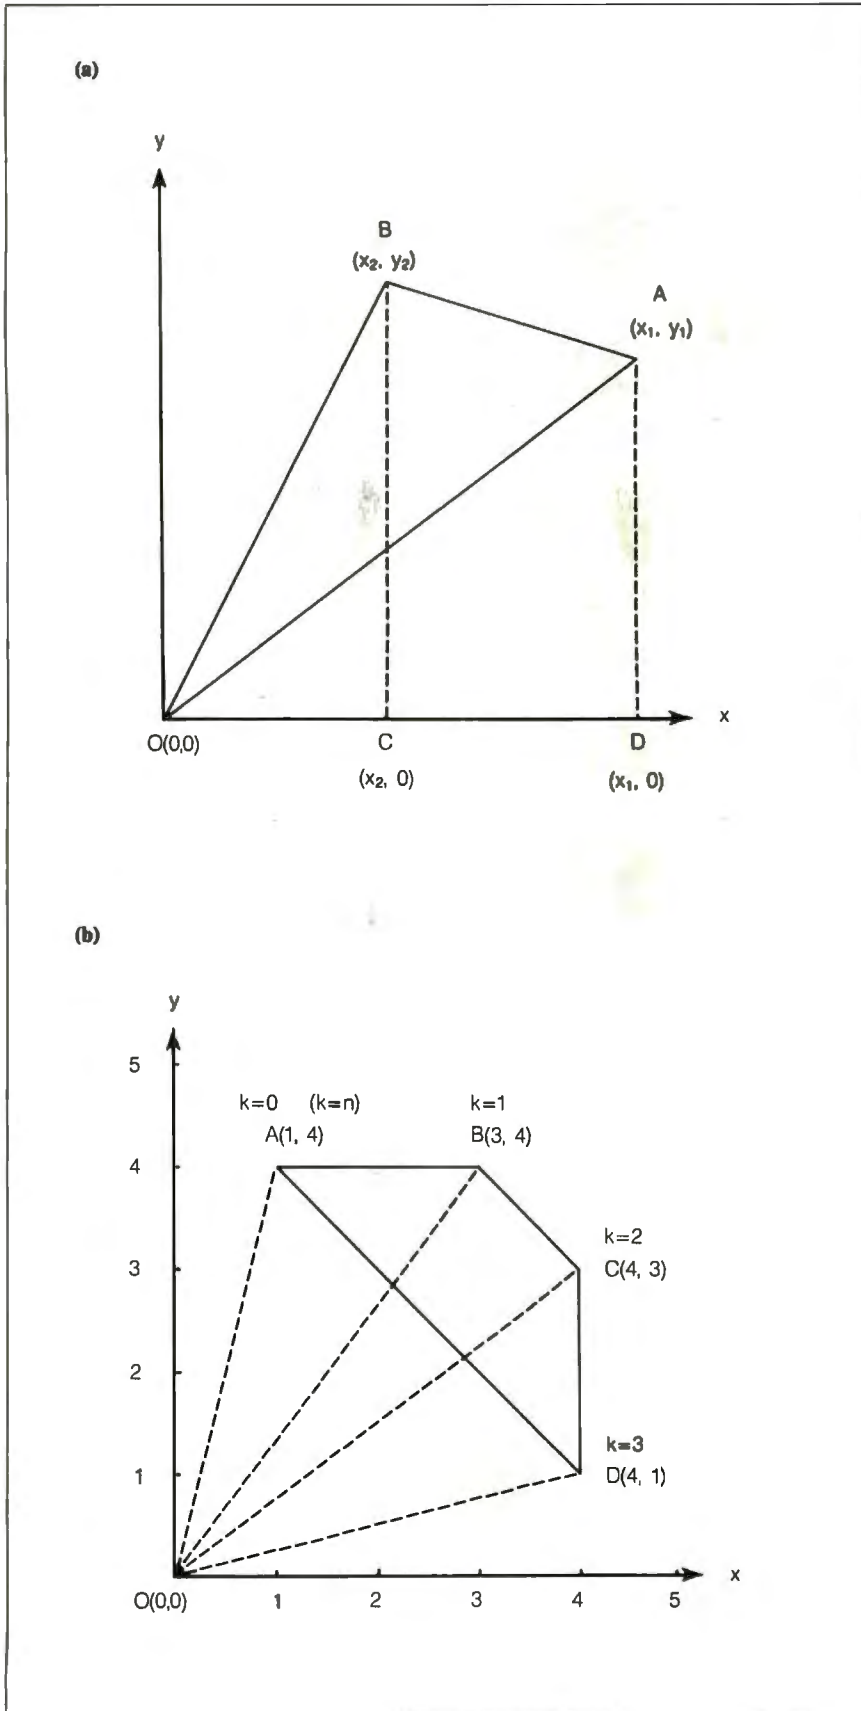 (a)
y
B
(x₂, y₂)
A
(x₁, y₁)
x
O(0,0)
C
D
(x₂, 0)
(x₁, 0)
(b)
y
5
k=0 (k=n)
k=1
A(1, 4)
B(3, 4)
4
k=2
3
C(4, 3)
2
k=3
1
D(4, 1)
x
O(0,0)
1
2
3
4
5